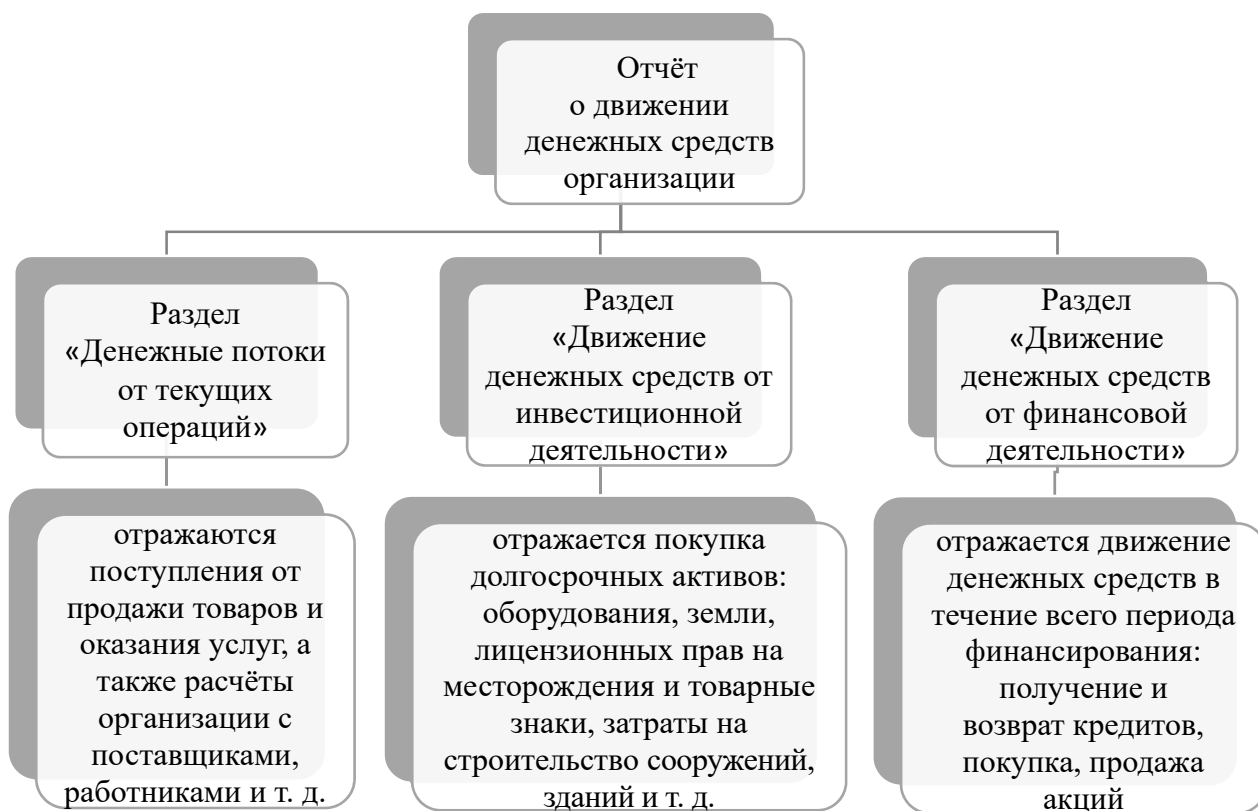 Отчёт
о движении
денежных средств
организации
Раздел
«Денежные потоки
от текущих
операций»
Раздел
«Движение
денежных средств от
инвестиционной
деятельности»
Раздел
«Движение
денежных средств
от финансовой
деятельности»
отражаются
поступления от
продажи товаров и
оказания услуг, а
также расчёты
организации с
поставщиками,
работниками и т. д.
отражается покупка
долгосрочных активов:
оборудования, земли,
лицензионных прав на
месторождения и товарные
знаки, затраты на
строительство сооружений,
зданий и т. д.
отражается движение
денежных средств в
течение всего периода
финансирования:
получение и
возврат кредитов,
покупка, продажа
акций